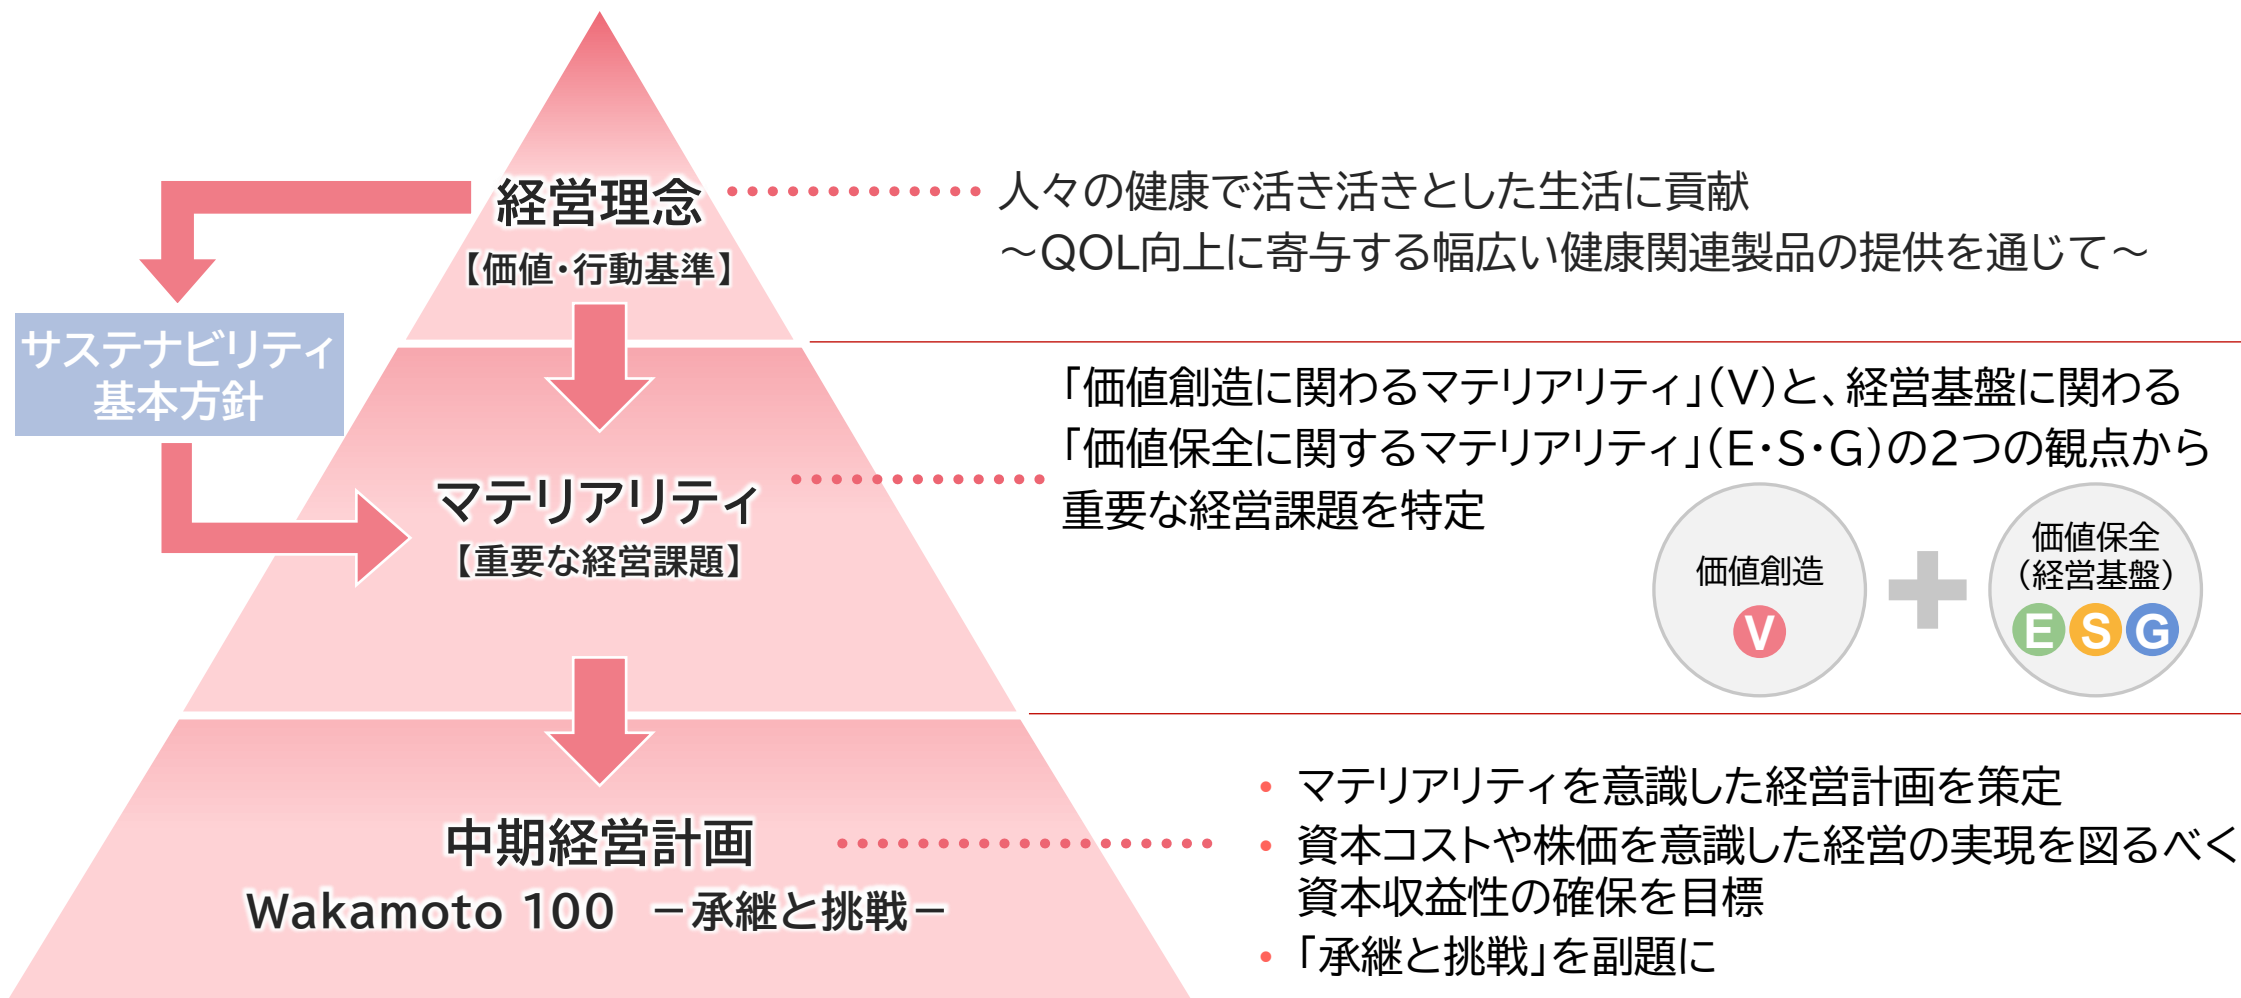 経営理念
【価値・行動基準】
人々の健康で活き活きとした生活に貢献
～QOL向上に寄与する幅広い健康関連製品の提供を通じて～
サステナビリティ
基本方針
マテリアリティ
【重要な経営課題】
「価値創造に関わるマテリアリティ」（V）と、経営基盤に関わる
「価値保全に関するマテリアリティ」（E・S・G）の2つの観点から
重要な経営課題を特定
価値創造
V
価値保全
（経営基盤）
E S G
中期経営計画
Wakamoto 100 －承継と挑戦－
• マテリアリティを意識した経営計画を策定
• 資本コストや株価を意識した経営の実現を図るべく
資本収益性の確保を目標
• 「承継と挑戦」を副題に